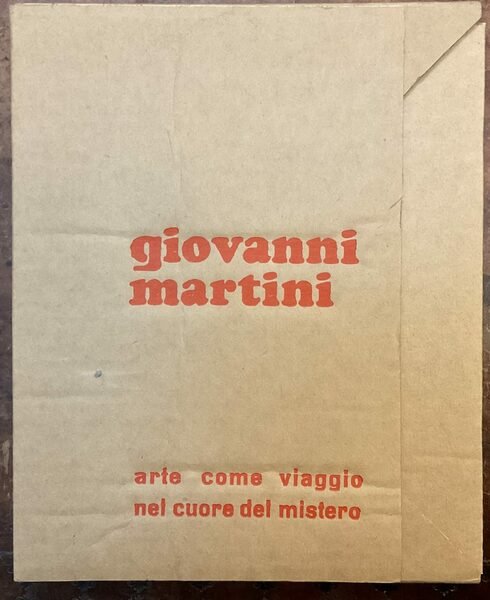 giovanni
martini
arte come viaggio
nel cuore del mistero